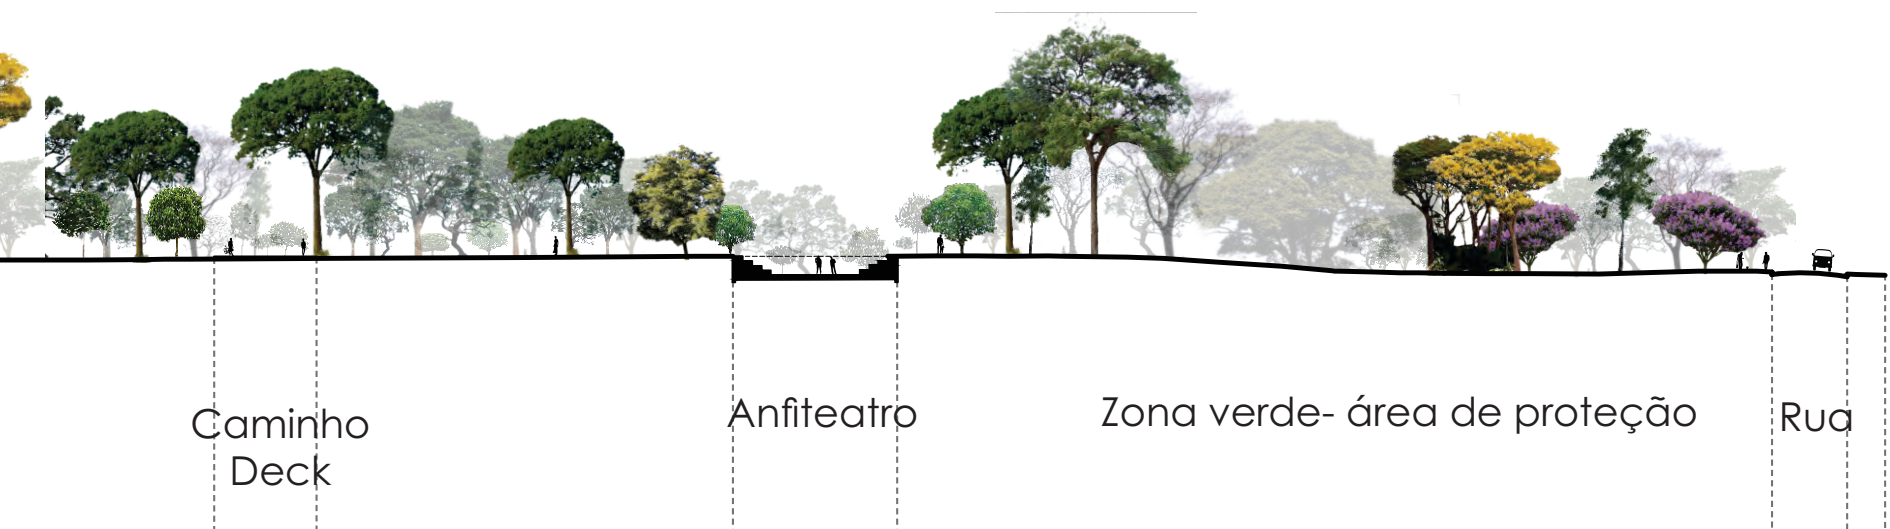 Caminho
Deck
Anfiteatro
Zona verde- área de proteção
Rua